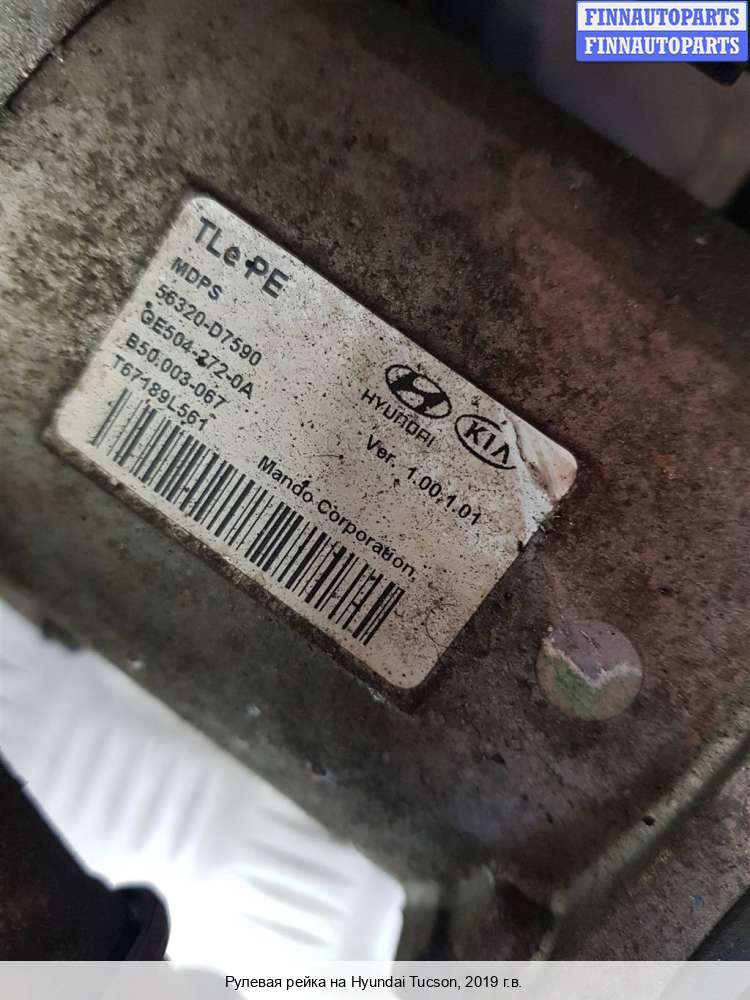 FINNAUTOPARTS
FINNAUTOPARTS
TLe PE
MDPS
56320-D7590
GE504-272-0A
B50,003-067
T67189L561
HYUNDAI
KIA
Ver. 1.00.1.01
Mando Corporation,
Рулевая рейка на Hyundai Tucson, 2019 г.в.